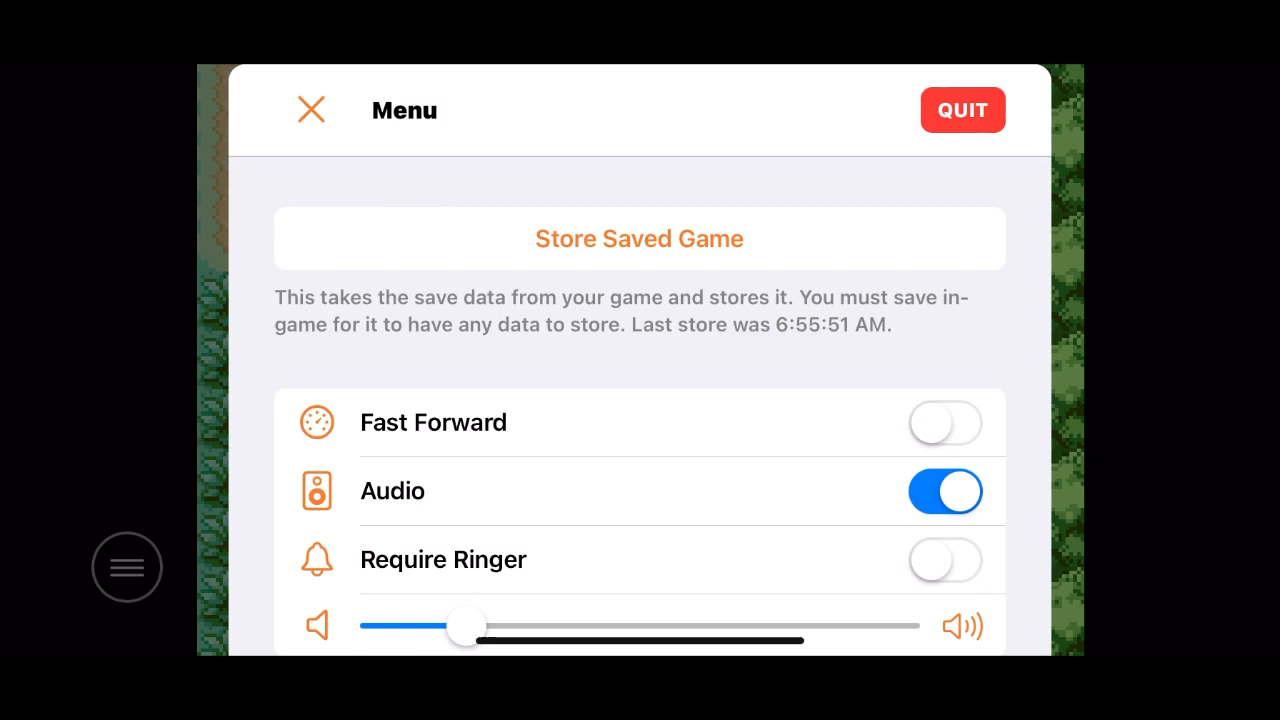 Menu
QUIT
Store Saved Game
This takes the save data from your game and stores it. You must save in-
game for it to have any data to store. Last store was 6:55:51 AM.
Fast Forward
Audio
Require Ringer